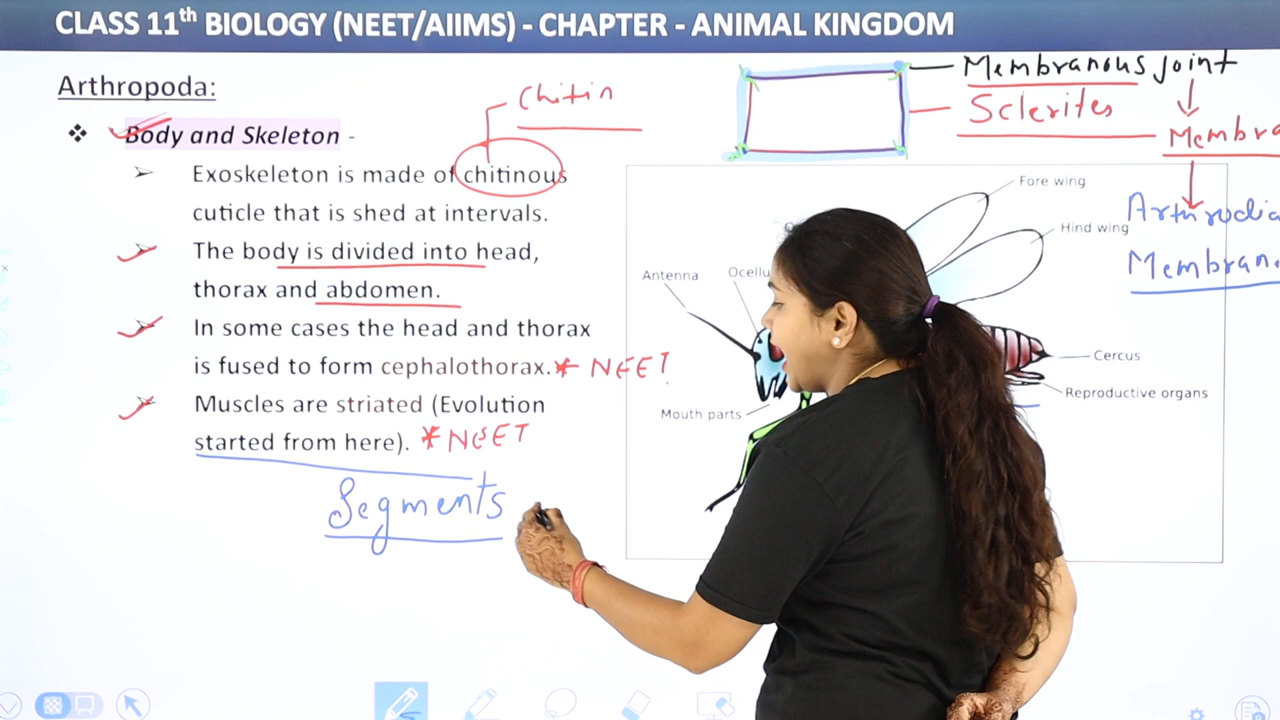 CLASS 11th BIOLOGY (NEET/AIIMS) - CHAPTER - ANIMAL KINGDOM
Arthropoda:
Body and Skeleton -
Chitin
Exoskeleton is made of chitinous
cuticle that is shed at intervals.
The body is divided into head,
thorax and abdomen.
In some cases the head and thorax
is fused to form cephalothorax. * NEET
Muscles are striated (Evolution
started from here). * NEET
Segments
Membranous joint
Sclerites
Fore wing
Hind wing
Antenna
Cercus
Reproductive organs
Mouth parts